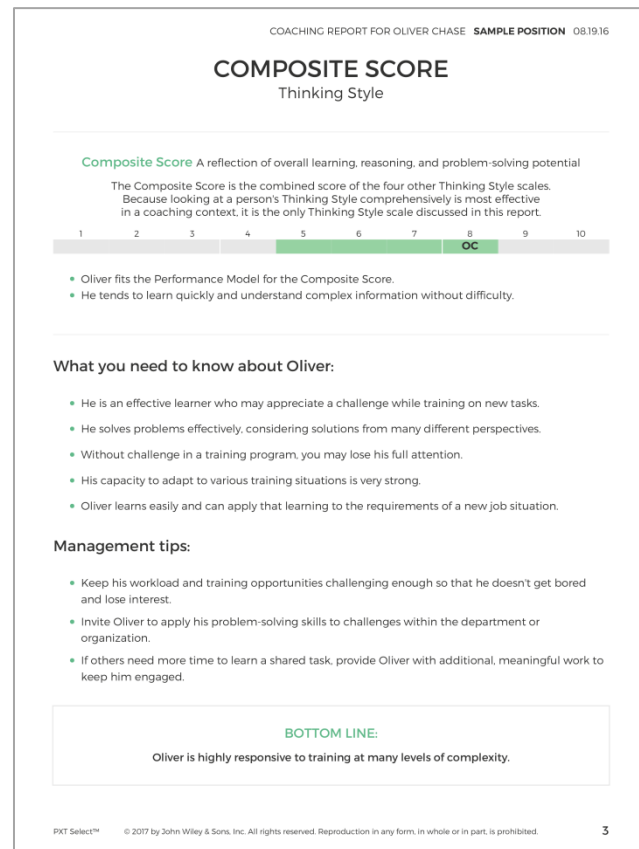 COACHING REPORT FOR OLIVER CHASE SAMPLE POSITION 08.19.16
COMPOSITE SCORE
Thinking Style
Composite Score A reflection of overall learning, reasoning, and problem-solving potential
The Composite Score is the combined score of the four other Thinking Style scales.
Because looking at a person's Thinking Style comprehensively is most effective
in a coaching context, it is the only Thinking Style scale discussed in this report.
1 2 3 4 5 6 7 8 9 10
OC
• Oliver fits the Performance Model for the Composite Score.
• He tends to learn quickly and understand complex information without difficulty.
What you need to know about Oliver:
• He is an effective learner who may appreciate a challenge while training on new tasks.
• He solves problems effectively, considering solutions from many different perspectives.
• Without challenge in a training program, you may lose his full attention.
• His capacity to adapt to various training situations is very strong.
• Oliver learns easily and can apply that learning to the requirements of a new job situation.
Management tips:
• Keep his workload and training opportunities challenging enough so that he doesn't get bored
and lose interest.
• Invite Oliver to apply his problem-solving skills to challenges within the department or
organization.
• If others need more time to learn a shared task, provide Oliver with additional, meaningful work to
keep him engaged.
BOTTOM LINE:
Oliver is highly responsive to training at many levels of complexity.
PXT Select™ © 2017 by John Wiley & Sons, Inc. All rights reserved. Reproduction in any form, in whole or in part, is prohibited. 3